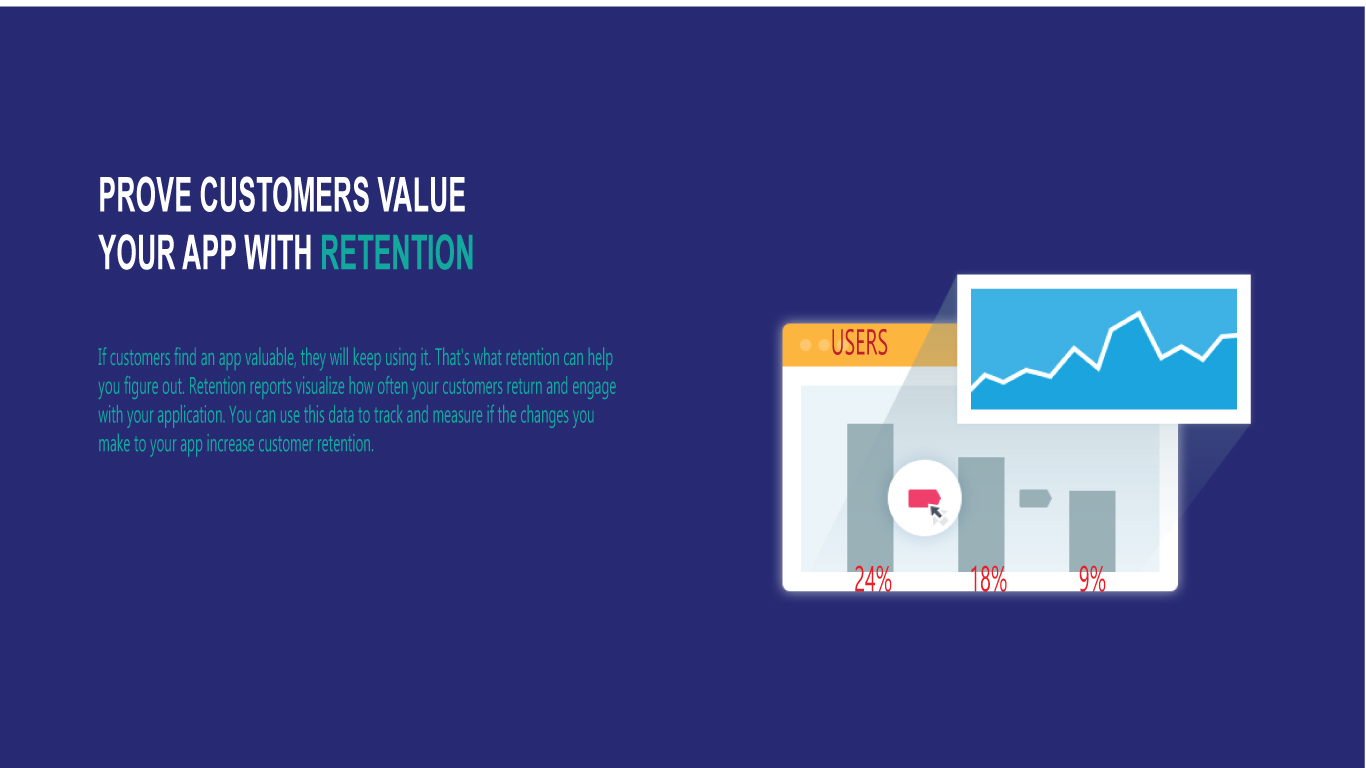 PROVE CUSTOMERS VALUE
YOUR APP WITH RETENTION
If customers find an app valuable, they will keep using it. That's what retention can help
you figure out. Retention reports visualize how often your customers return and engage
with your application. You can use this data to track and measure if the changes you
make to your app increase customer retention.
USERS
24% 18% 9%